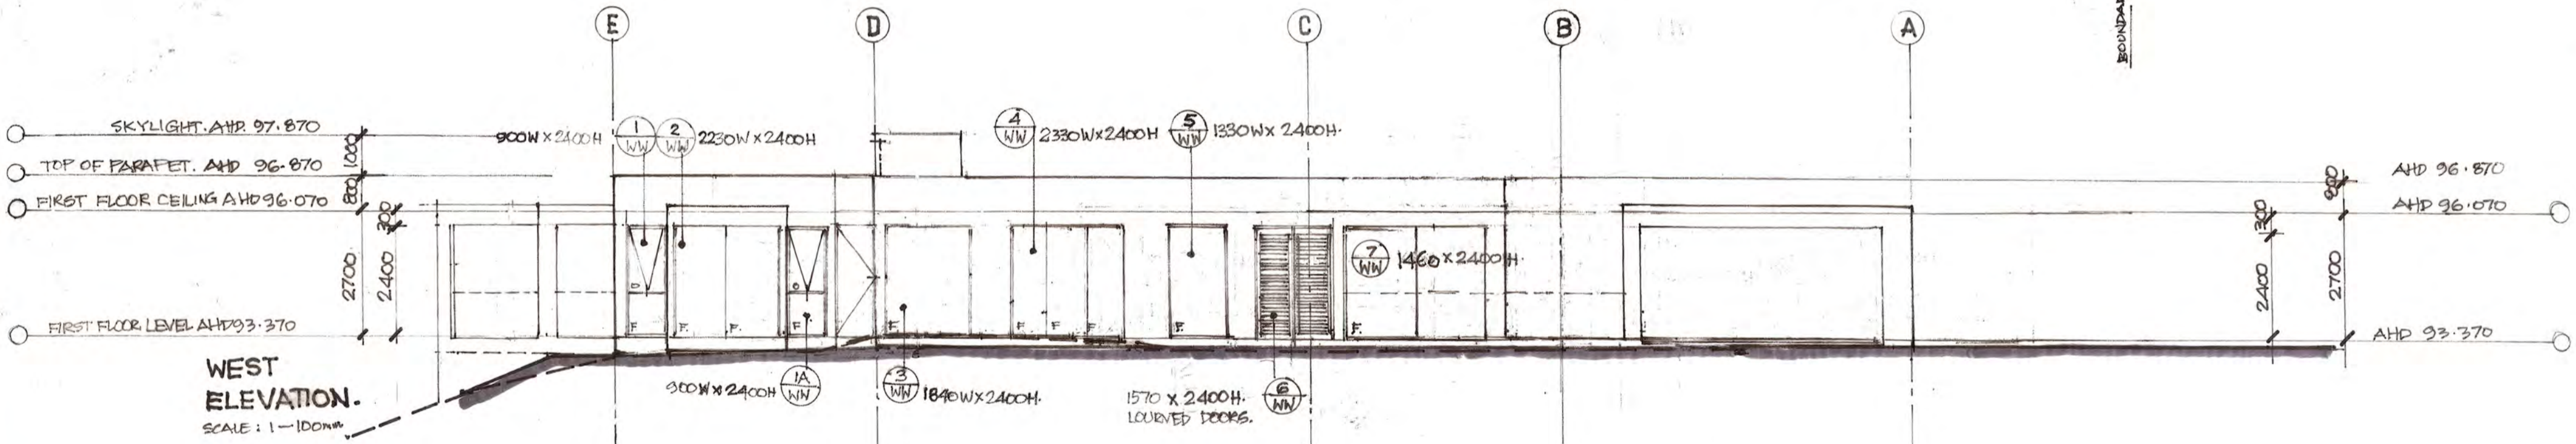 E
D
C
B
A
BOUNDA
SKYLIGHT. AHD. 97.870
TOP OF PARAPET. AHD 96.870
FIRST FLOOR CEILING AHD 96.070
FIRST FLOOR LEVEL AHD 93.370
1000
800
300
2700
2400
900W X 2400H
1
WW
2
WW
2230W X 2400H
4
WW
2330W X 2400H
5
WW
1330W X 2400H.
7
WW
1460 X 2400H.
O
O
F
F.
F.
F
F
F
F
F.
F.
900W X 2400H
1A
WW
3
WW
1840W X 2400H.
1570 X 2400H.
LOURVED DOORS.
6
WW
300
2400
800
2700
AHD 96.870
AHD 96.070
AHD 93.370
WEST
ELEVATION.
SCALE : 1 - 100mm